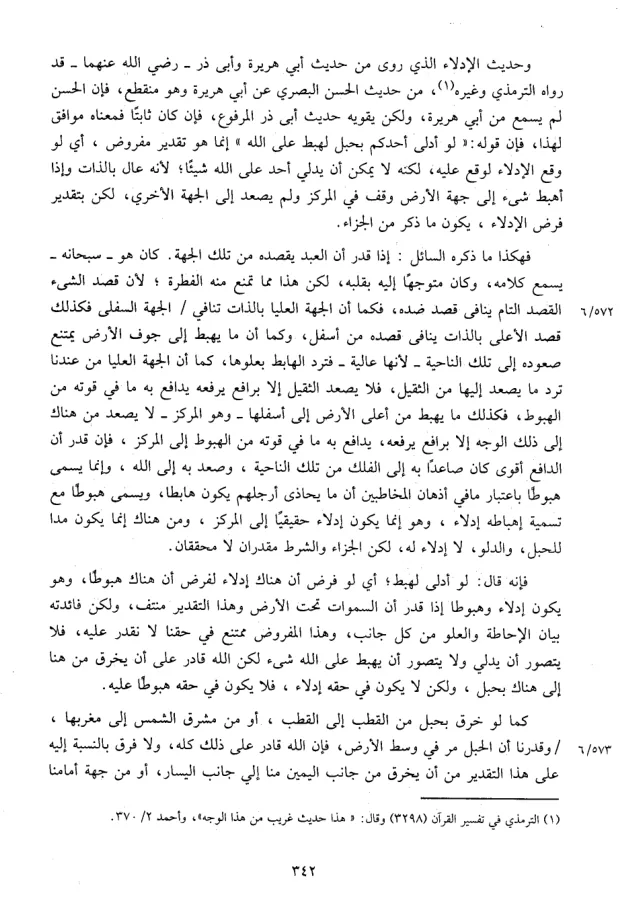 وحديث الإدلاء الذي روى من حديث أبي هريرة وأبى ذر ـ رضي الله عنهما ـ قد
رواه الترمذي وغيره(١)، من حديث الحسن البصري عن أبي هريرة وهو منقطع، فإن الحسن
لم يسمع من أبي هريرة، ولكن يقويه حديث أبى ذر المرفوع، فإن كان ثابتًا فمعناه موافق
لهذا، فإن قوله:« لو أدلى أحدكم بحبل لهبط على الله » إنما هو تقدير مفروض ، أي لو
وقع الإدلاء لوقع عليه، لكنه لا يمكن أن يدلي أحد على الله شيئًا؛ لأنه عال بالذات وإذا
أهبط شىء إلى جهة الأرض وقف في المركز ولم يصعد إلى الجهة الأخري، لكن بتقدير
فرض الإدلاء ، يكون ما ذكر من الجزاء.
فهكذا ما ذكره السائل : إذا قدر أن العبد يقصده من تلك الجهة. كان هو ـ سبحانه ـ
يسمع كلامه، وكان متوجهًا إليه بقلبه، لكن هذا مما تمنع منه الفطرة ؛ لأن قصد الشىء
القصد التام ينافى قصد ضده، فكما أن الجهة العليا بالذات تنافي / الجهة السفلى فكذلك
٦/٥٧٢
قصد الأعلى بالذات ينافى قصده من أسفل، وكما أن ما يهبط إلى جوف الأرض يمتنع
صعوده إلى تلك الناحية ـ لأنها عالية ـ فترد الهابط بعلوها، كما أن الجهة العليا من عندنا
ترد ما يصعد إليها من الثقيل، فلا يصعد الثقيل إلا برافع يرفعه يدافع به ما في قوته من
الهبوط، فكذلك ما يهبط من أعلى الأرض إلى أسفلها ـ وهو المركز ـ لا يصعد من هناك
إلى ذلك الوجه إلا برافع يرفعه، يدافع به ما في قوته من الهبوط إلى المركز ، فإن قدر أن
الدافع أقوى كان صاعدًا به إلى الفلك من تلك الناحية ، وصعد به إلى الله ، وإنما يسمى
هبوطًا باعتبار مافي أذهان المخاطبين أن ما يحاذى أرجلهم يكون هابطا، ويسمى هبوطًا مع
تسمية إهباطه إدلاء ، وهو إنما يكون إدلاء حقيقيًا إلى المركز ، ومن هناك إنما يكون مدا
للحبل، والدلو، لا إدلاء له، لكن الجزاء والشرط مقدران لا محققان.
فإنه قال: لو أدلى لهبط؛ أي لو فرض أن هناك إدلاء لفرض أن هناك هبوطًا، وهو
يكون إدلاء وهبوطا إذا قدر أن السموات تحت الأرض وهذا التقدير منتف، ولكن فائدته
بيان الإحاطة والعلو من كل جانب، وهذا المفروض ممتنع في حقنا لا نقدر عليه، فلا
يتصور أن يدلي ولا يتصور أن يهبط على الله شىء لكن الله قادر على أن يخرق من هنا
إلى هناك بحبل ، ولكن لا يكون في حقه إدلاء ، فلا يكون في حقه هبوطًا عليه.
كما لو خرق بحبل من القطب إلى القطب ، أو من مشرق الشمس إلى مغربها ،
/ وقدرنا أن الحبل مر في وسط الأرض، فإن الله قادر على ذلك كله، ولا فرق بالنسبة إليه
٦/٥٧٣
على هذا التقدير من أن يخرق من جانب اليمين منا إلي جانب اليسار، أو من جهة أمامنا
(١) الترمذي في تفسير القرآن (٣٢٩٨) وقال: « هذا حديث غريب من هذا الوجه»، وأحمد ٢/ ٣٧٠.
٣٤٢